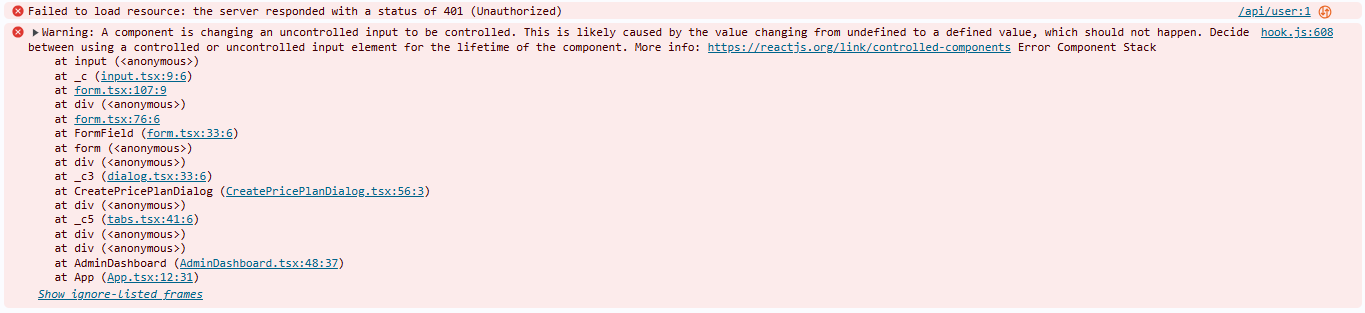 Failed to load resource: the server responded with a status of 401 (Unauthorized) /api/user:1
Warning: A component is changing an uncontrolled input to be controlled. This is likely caused by the value changing from undefined to a defined value, which should not happen. Decide hook.js:608
between using a controlled or uncontrolled input element for the lifetime of the component. More info: https://reactjs.org/link/controlled-components Error Component Stack
at input (<anonymous>)
at _c (input.tsx:9:6)
at form.tsx:107:9
at div (<anonymous>)
at form.tsx:76:6
at FormField (form.tsx:33:6)
at form (<anonymous>)
at div (<anonymous>)
at _c3 (dialog.tsx:33:6)
at CreatePricePlanDialog (CreatePricePlanDialog.tsx:56:3)
at div (<anonymous>)
at _c5 (tabs.tsx:41:6)
at div (<anonymous>)
at div (<anonymous>)
at AdminDashboard (AdminDashboard.tsx:48:37)
at App (App.tsx:12:31)
Show ignore-listed frames